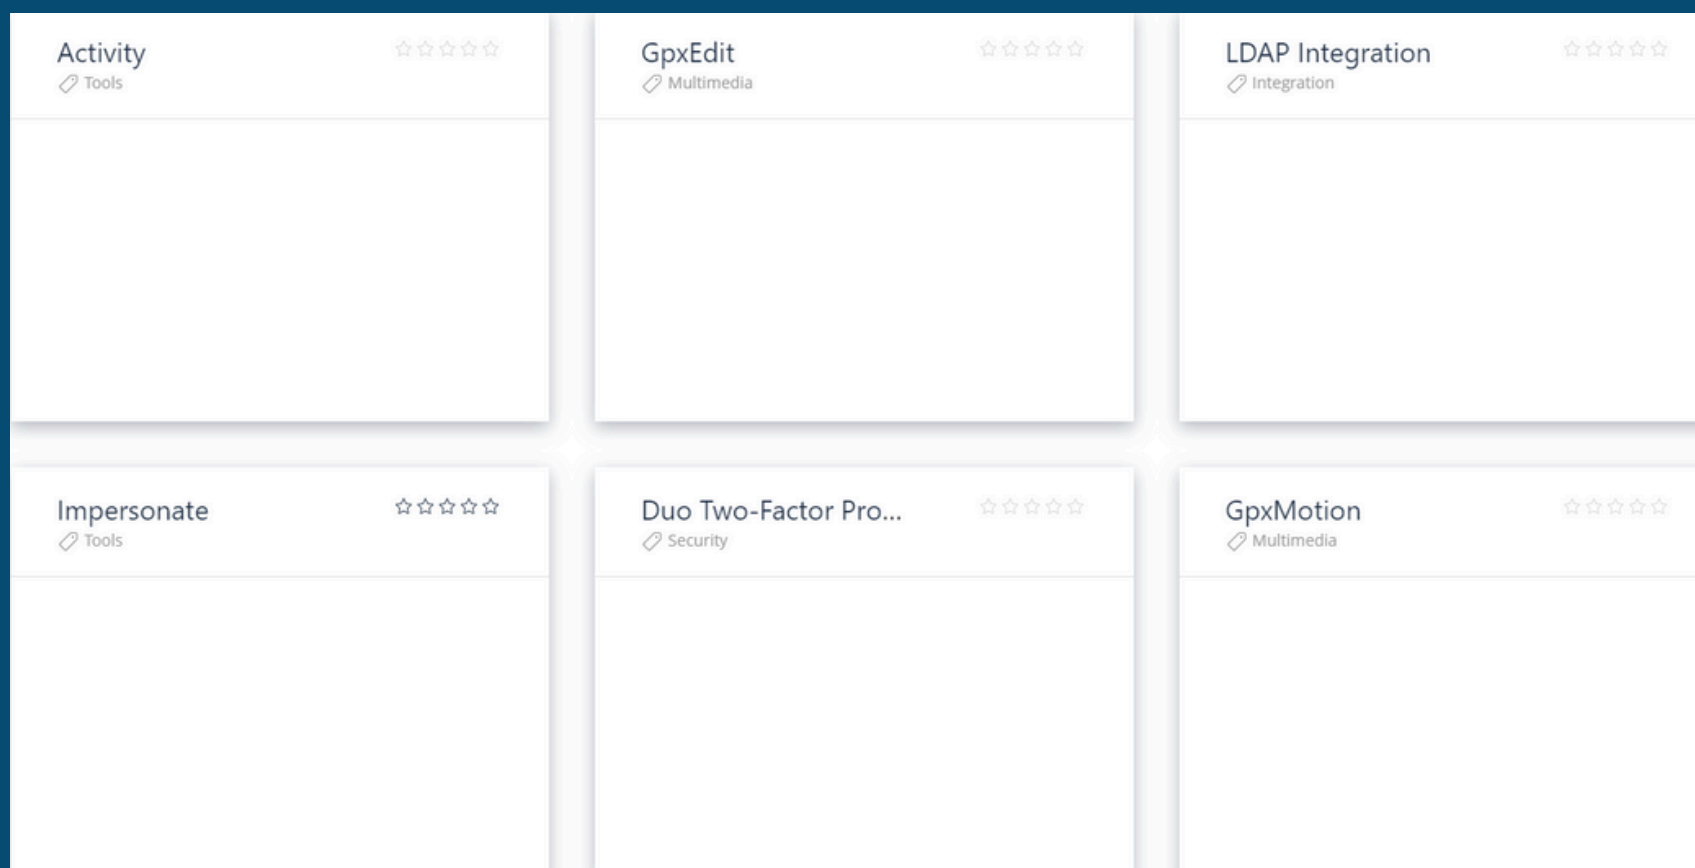 Activity
Tools
GpxEdit
Multimedia
LDAP Integration
Integration
Impersonate
Tools
Duo Two-Factor Pro...
Security
GpxMotion
Multimedia